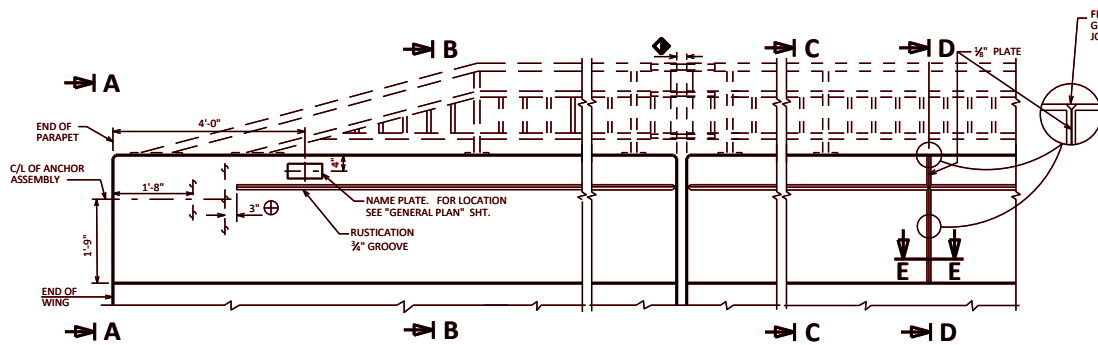 A
B
C
D
⅛" PLATE
4'-0"
END OF
PARAPET
C/L OF ANCHOR
ASSEMBLY
1'-8"
4"
3"
NAME PLATE. FOR LOCATION
SEE "GENERAL PLAN" SHT.
RUSTICATION
¾" GROOVE
1'-9"
E
E
END OF
WING
A
B
C
D